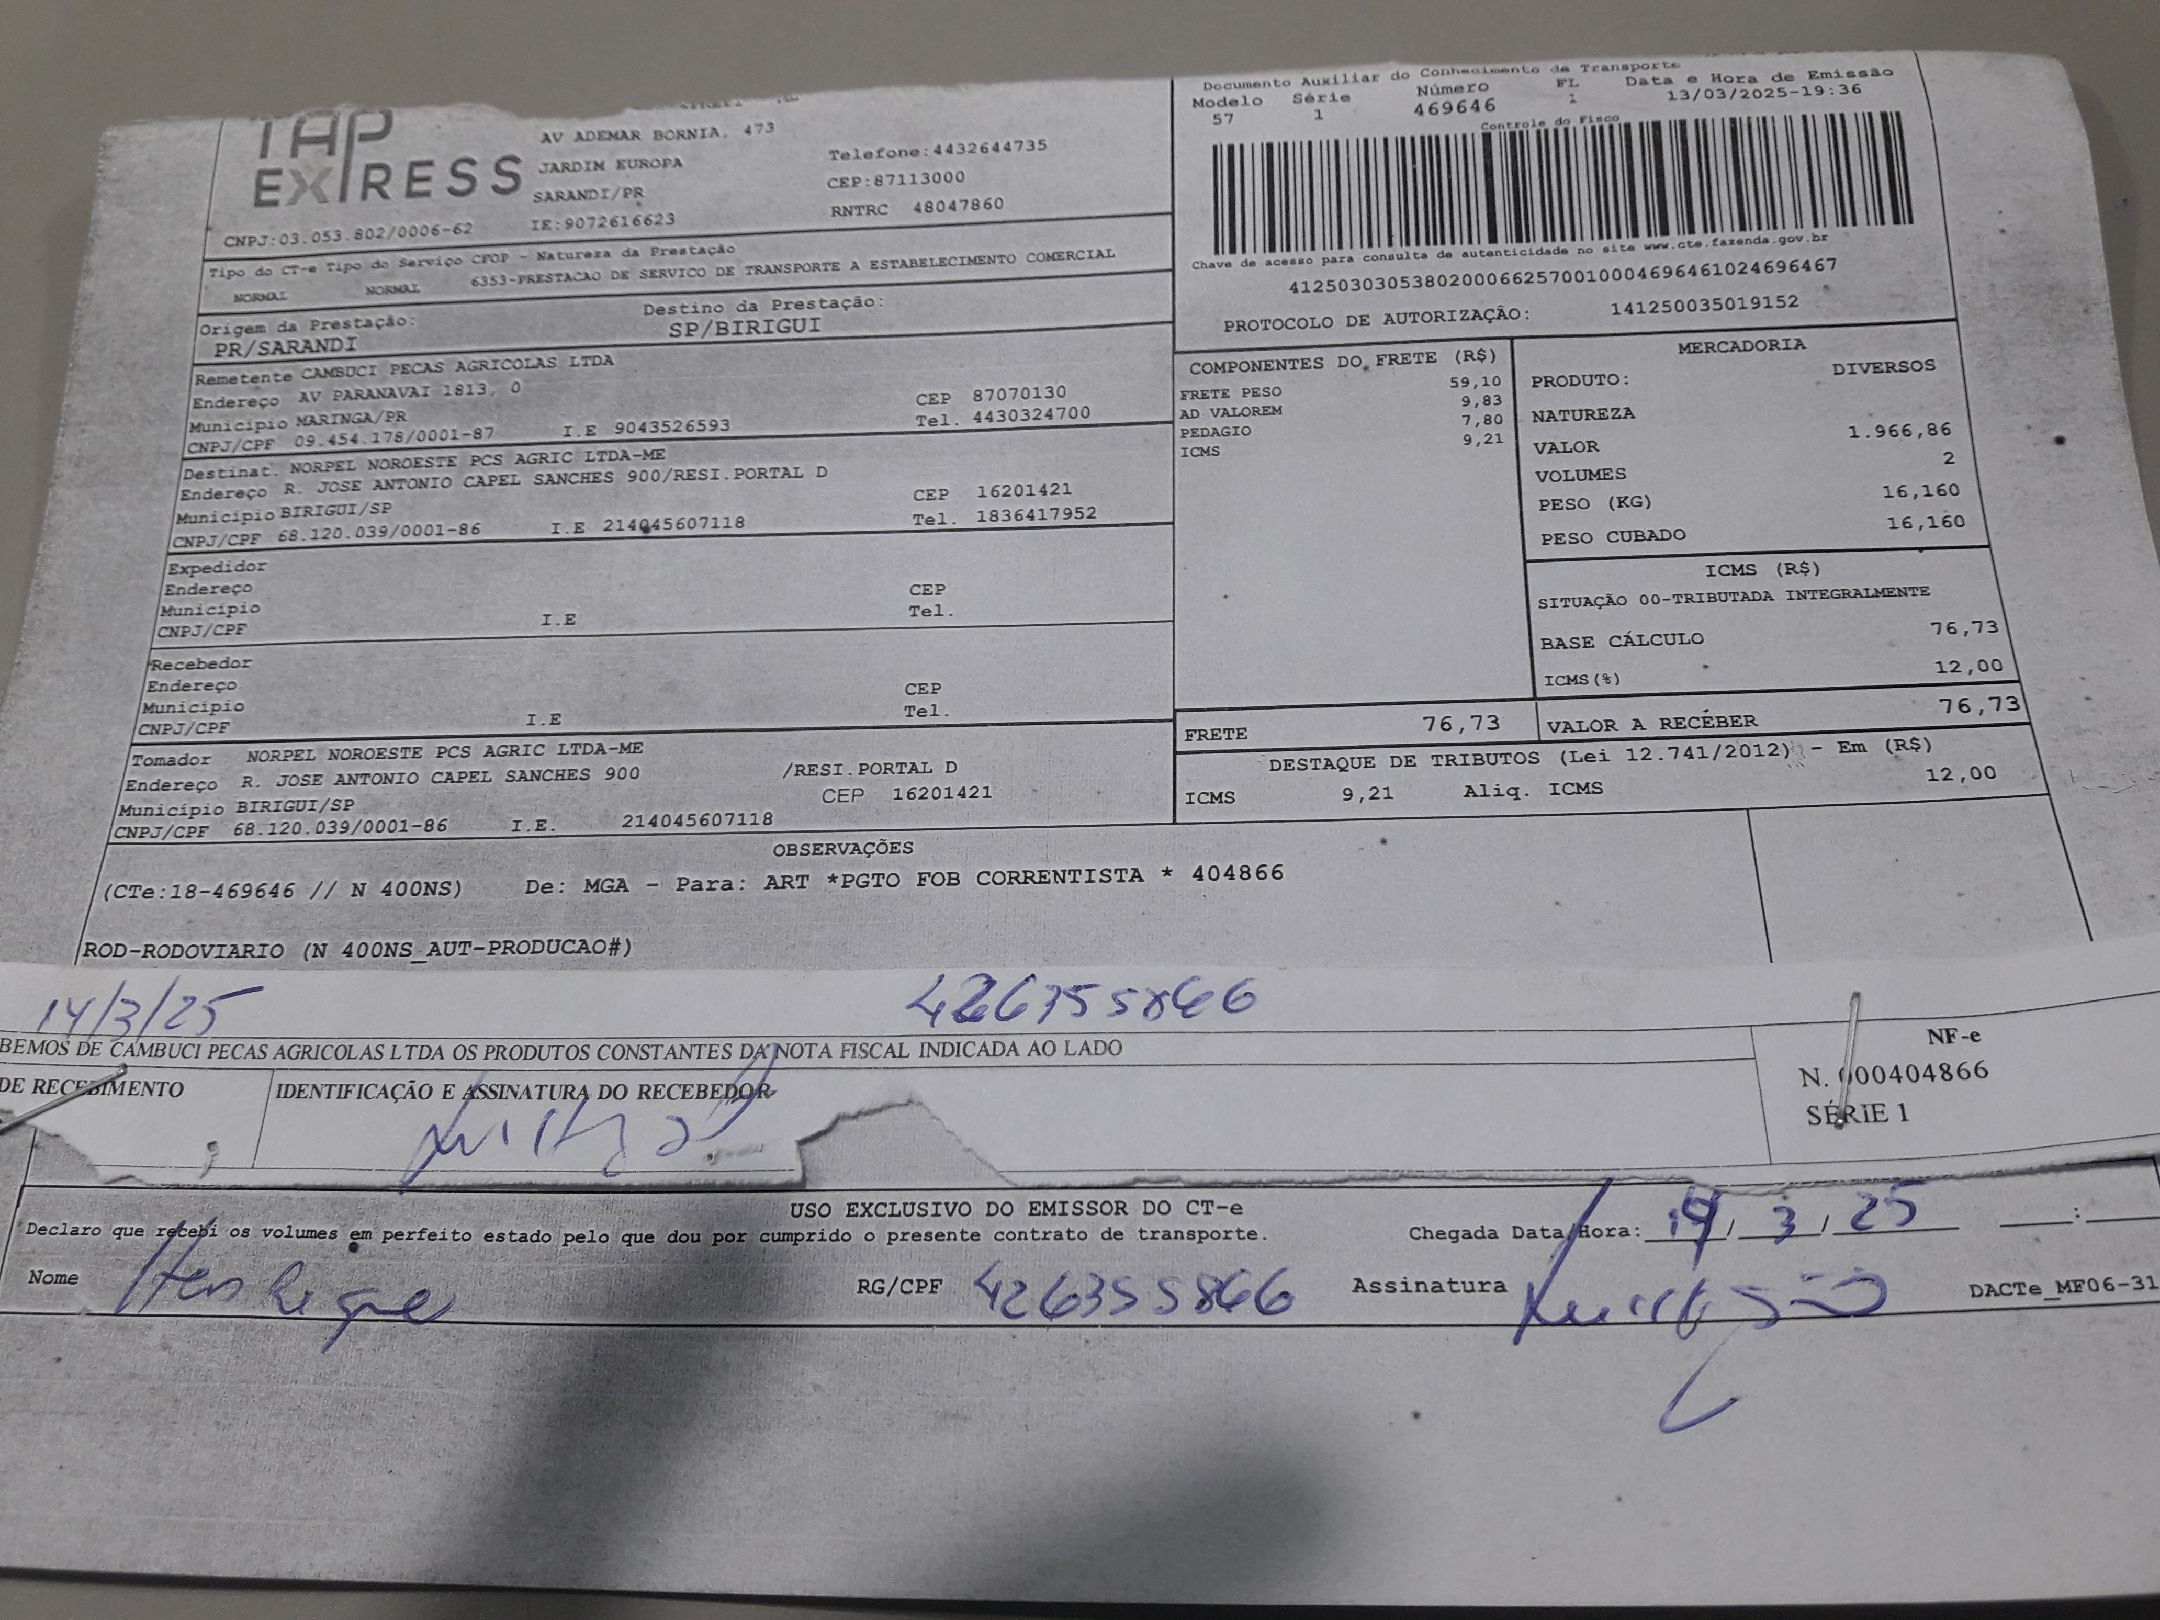 TAP
EXPRESS
AV ADEMAR BORNIA, 473
JARDIM EUROPA
SARANDI/PR
Telefone:4432644735
CEP:87113000
RNTRC 48047860
CNPJ:03.053.802/0006-62 IE:9072616623
Tipo do CT-e Tipo do Serviço CFOP - Natureza da Prestação
NORMAL NORMAL 6353-PRESTACAO DE SERVICO DE TRANSPORTE A ESTABELECIMENTO COMERCIAL
Origem da Prestação: Destino da Prestação:
PR/SARANDI SP/BIRIGUI
Documento Auxiliar do Conhecimento de Transporte
Modelo Série Número FL Data e Hora de Emissão
57 1 469646 1 13/03/2025-19:36
Controle do Fisco
Chave de acesso para consulta de autenticidade no site www.cte.fazenda.gov.br
41250303053802000662570010004696461024696467
PROTOCOLO DE AUTORIZAÇÃO: 141250035019152
Remetente CAMBUCI PECAS AGRICOLAS LTDA
Endereço AV PARANAVAI 1813, 0 CEP 87070130
Município MARINGA/PR Tel. 4430324700
CNPJ/CPF 09.454.178/0001-87 I.E 9043526593
Destinat. NORPEL NOROESTE PCS AGRIC LTDA-ME
Endereço R. JOSE ANTONIO CAPEL SANCHES 900/RESI.PORTAL D CEP 16201421
Município BIRIGUI/SP Tel. 1836417952
CNPJ/CPF 68.120.039/0001-86 I.E 214045607118
Expedidor
Endereço CEP
Município Tel.
CNPJ/CPF I.E
Recebedor
Endereço CEP
Município Tel.
CNPJ/CPF I.E
Tomador NORPEL NOROESTE PCS AGRIC LTDA-ME
Endereço R. JOSE ANTONIO CAPEL SANCHES 900 /RESI.PORTAL D
Município BIRIGUI/SP CEP 16201421
CNPJ/CPF 68.120.039/0001-86 I.E. 214045607118
COMPONENTES DO FRETE (R$)
FRETE PESO 59,10
AD VALOREM 9,83
PEDAGIO 7,80
ICMS 9,21
MERCADORIA
PRODUTO: DIVERSOS
NATUREZA
VALOR 1.966,86
VOLUMES 2
PESO (KG) 16,160
PESO CUBADO 16,160
ICMS (R$)
SITUAÇÃO 00-TRIBUTADA INTEGRALMENTE
BASE CÁLCULO 76,73
ICMS(%) 12,00
FRETE 76,73 VALOR A RECEBER 76,73
DESTAQUE DE TRIBUTOS (Lei 12.741/2012) - Em (R$)
ICMS 9,21 Aliq. ICMS 12,00
OBSERVAÇÕES
(CTe:18-469646 // N 400NS) De: MGA - Para: ART *PGTO FOB CORRENTISTA * 404866
ROD-RODOVIARIO (N 400NS_AUT-PRODUCAO#)
14/3/25 426355866
BEMOS DE CAMBUCI PECAS AGRICOLAS LTDA OS PRODUTOS CONSTANTES DA NOTA FISCAL INDICADA AO LADO
DE RECEBIMENTO IDENTIFICAÇÃO E ASSINATURA DO RECEBEDOR
NF-e
N. 000404866
SÉRIE 1
USO EXCLUSIVO DO EMISSOR DO CT-e
Declaro que recebi os volumes em perfeito estado pelo que dou por cumprido o presente contrato de transporte. Chegada Data/Hora: 14/3/25 :
Nome Henrique RG/CPF 426355866 Assinatura DACTe_MF06-31